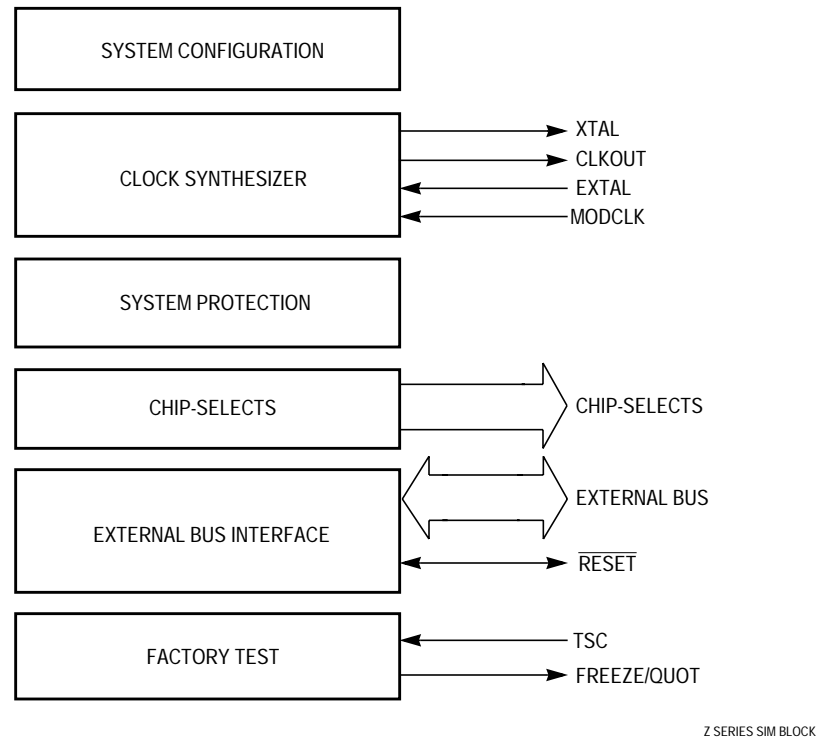 SYSTEM CONFIGURATION
CLOCK SYNTHESIZER
XTAL
CLKOUT
EXTAL
MODCLK
SYSTEM PROTECTION
CHIP-SELECTS
CHIP-SELECTS
EXTERNAL BUS INTERFACE
EXTERNAL BUS
RESET
FACTORY TEST
TSC
FREEZE/QUOT
Z SERIES SIM BLOCK